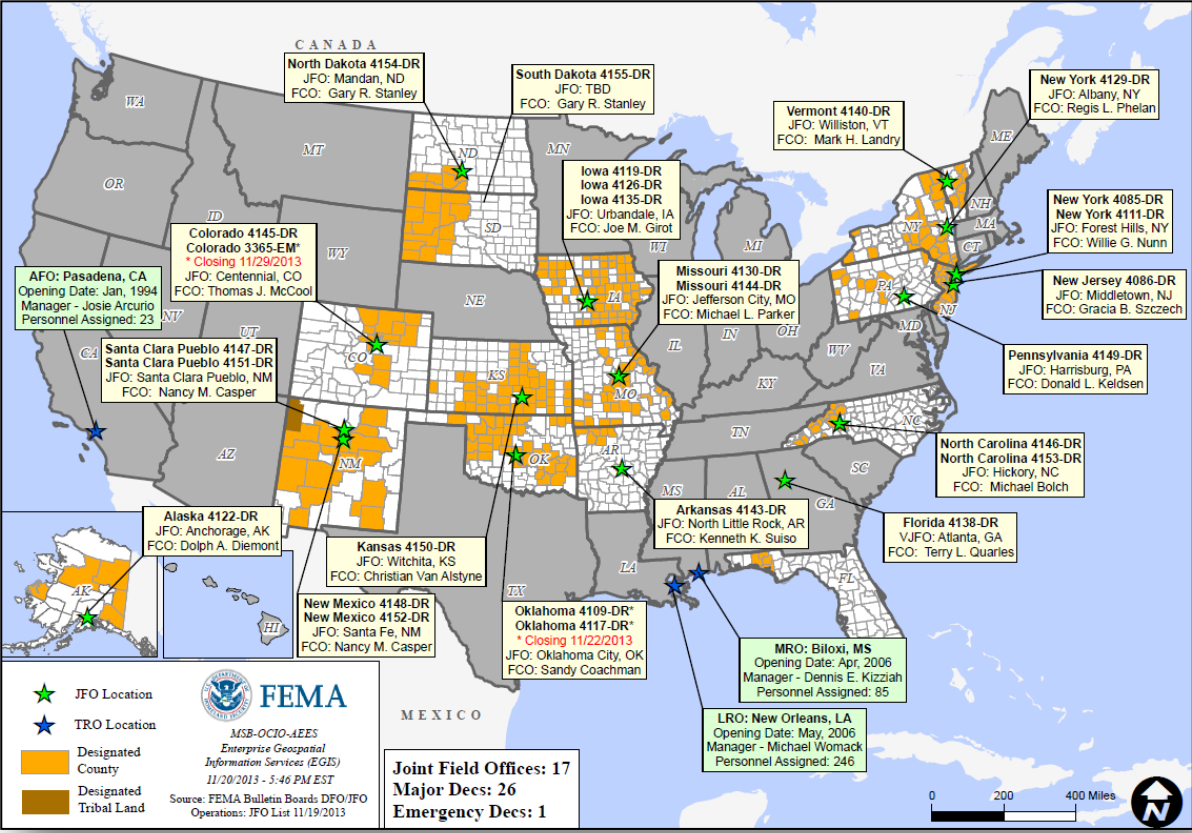 CANADA
North Dakota 4154-DR
JFO: Mandan, ND
FCO: Gary R. Stanley
South Dakota 4155-DR
JFO: TBD
FCO: Gary R. Stanley
New York 4129-DR
JFO: Albany, NY
FCO: Regis L. Phelan
Vermont 4140-DR
JFO: Williston, VT
FCO: Mark H. Landry
Iowa 4119-DR
Iowa 4126-DR
Iowa 4135-DR
JFO: Urbandale, IA
FCO: Joe M. Girot
New York 4085-DR
New York 4111-DR
JFO: Forest Hills, NY
FCO: Willie G. Nunn
Colorado 4145-DR
Colorado 3365-EM*
* Closing 11/29/2013
JFO: Centennial, CO
FCO: Thomas J. McCool
AFO: Pasadena, CA
Opening Date: Jan, 1994
Manager - Josie Arcurio
Personnel Assigned: 23
Missouri 4130-DR
Missouri 4144-DR
JFO: Jefferson City, MO
FCO: Michael L. Parker
New Jersey 4086-DR
JFO: Middletown, NJ
FCO: Gracia B. Szczech
Santa Clara Pueblo 4147-DR
Santa Clara Pueblo 4151-DR
JFO: Santa Clara Pueblo, NM
FCO: Nancy M. Casper
Pennsylvania 4149-DR
JFO: Harrisburg, PA
FCO: Donald L. Keldsen
North Carolina 4146-DR
North Carolina 4153-DR
JFO: Hickory, NC
FCO: Michael Bolch
Alaska 4122-DR
JFO: Anchorage, AK
FCO: Dolph A. Diemont
Arkansas 4143-DR
JFO: North Little Rock, AR
FCO: Kenneth K. Suiso
Florida 4138-DR
VJFO: Atlanta, GA
FCO: Terry L. Quarles
Kansas 4150-DR
JFO: Witchita, KS
FCO: Christian Van Alstyne
New Mexico 4148-DR
New Mexico 4152-DR
JFO: Santa Fe, NM
FCO: Nancy M. Casper
Oklahoma 4109-DR*
Oklahoma 4117-DR*
* Closing 11/22/2013
JFO: Oklahoma City, OK
FCO: Sandy Coachman
MRO: Biloxi, MS
Opening Date: Apr, 2006
Manager - Dennis E. Kizziah
Personnel Assigned: 85
LRO: New Orleans, LA
Opening Date: May, 2006
Manager - Michael Womack
Personnel Assigned: 246
WA
MT
ND
MN
ME
OR
ID
WY
SD
WI
MI
NY
NH
MA
CT
NV
UT
NE
IA
PA
NJ
CA
CO
KS
MO
IL
IN
OH
WV
MD
VA
KY
AZ
NM
OK
AR
TN
NC
SC
MS
AL
GA
TX
LA
FL
AK
HI
MEXICO
JFO Location
TRO Location
Designated
County
Designated
Tribal Land
FEMA
MSB-OCIO-AEES
Enterprise Geospatial
Information Services (EGIS)
11/20/2013 - 5:46 PM EST
Source: FEMA Bulletin Boards DFO/JFO
Operations: JFO List 11/19/2013
Joint Field Offices: 17
Major Decs: 26
Emergency Decs: 1
0 200 400 Miles
N